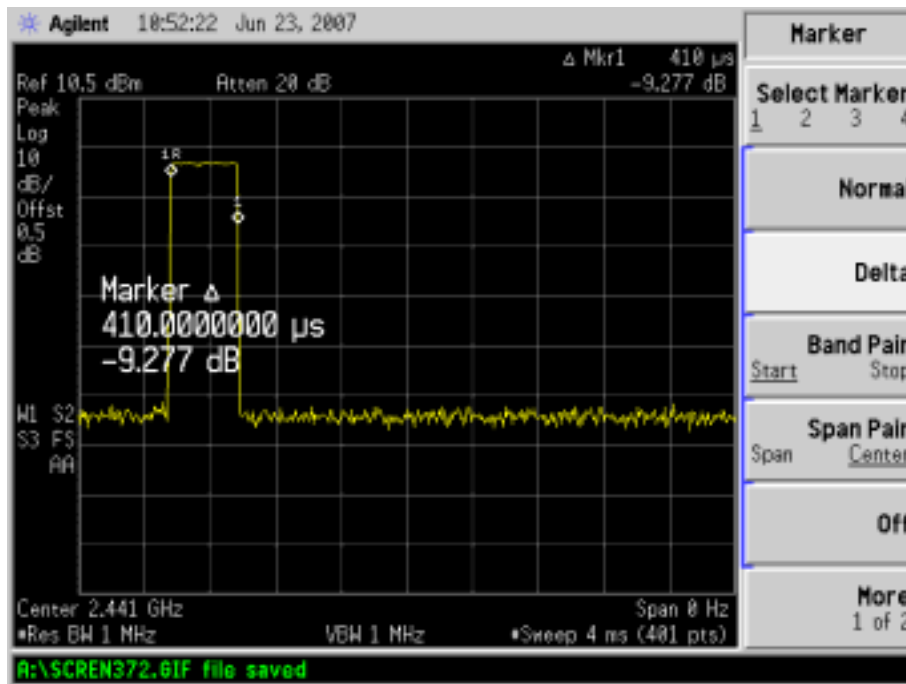 Agilent 10:52:22 Jun 23, 2007
Δ Mkr1 410 µs
Ref 10.5 dBm Atten 20 dB -9.277 dB
Peak
Log
10
dB/
Offst
0.5
dB
1R
1
Marker Δ
410.0000000 µs
-9.277 dB
W1 S2
S3 FS
AA
Center 2.441 GHz Span 0 Hz
*Res BW 1 MHz VBW 1 MHz *Sweep 4 ms (401 pts)
A:\SCREN372.GIF file saved
Marker
Select Marker
1 2 3 4
Normal
Delta
Band Pair
Start Stop
Span Pair
Span Center
Off
More
1 of 2